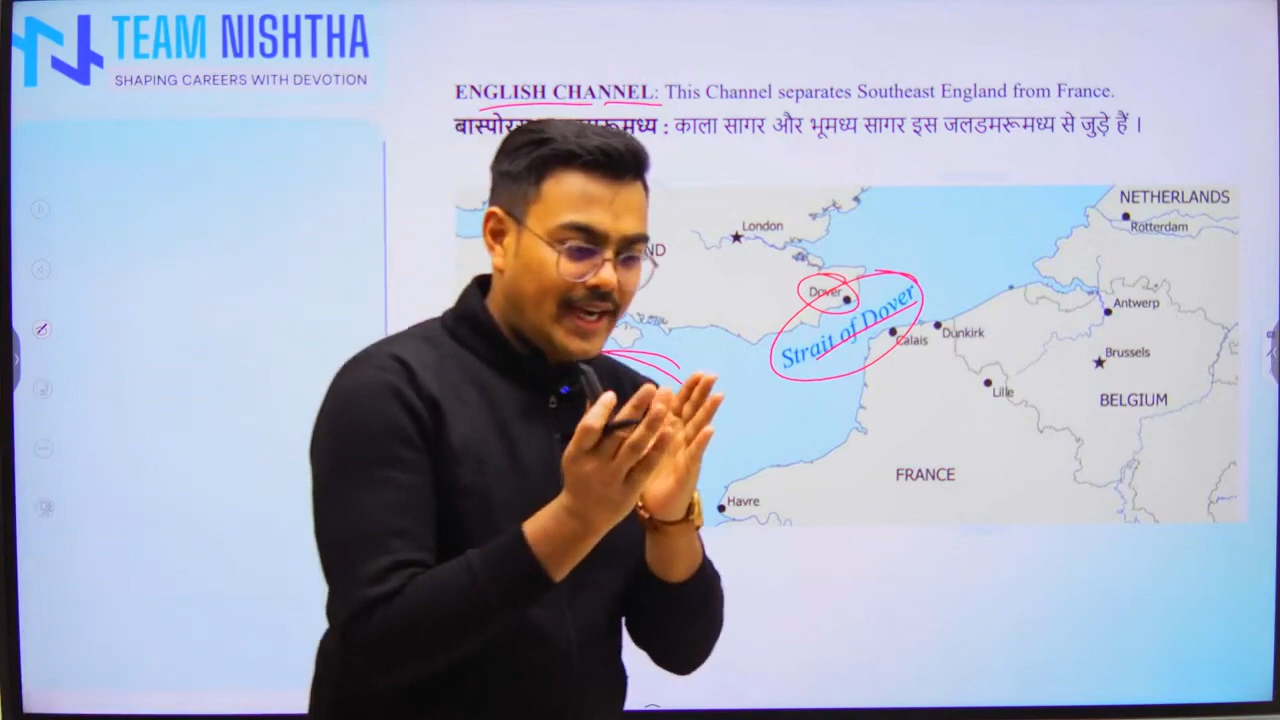 TEAM NISHTHA
SHAPING CAREERS WITH DEVOTION
ENGLISH CHANNEL: This Channel separates Southeast England from France.
: काला सागर और भूमध्य सागर इस जलडमरूमध्य से जुड़े हैं ।
NETHERLANDS
London
Rotterdam
Dover
Antwerp
Strait of Dover
Calais
Dunkirk
Brussels
Lille
BELGIUM
FRANCE
Havre